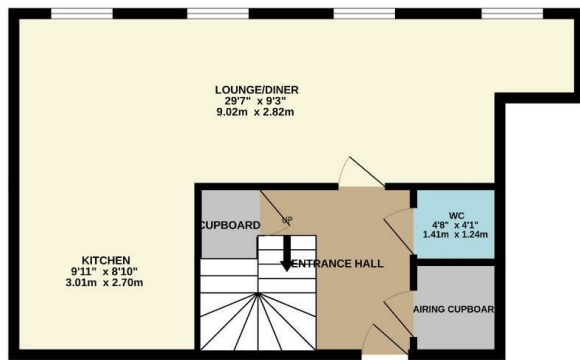 LOUNGE/DINER
29'7" x 9'3"
9.02m x 2.82m
CUPBOARD
UP
WC
4'8" x 4'1"
1.41m x 1.24m
KITCHEN
9'11" x 8'10"
3.01m x 2.70m
ENTRANCE HALL
AIRING CUPBOARD